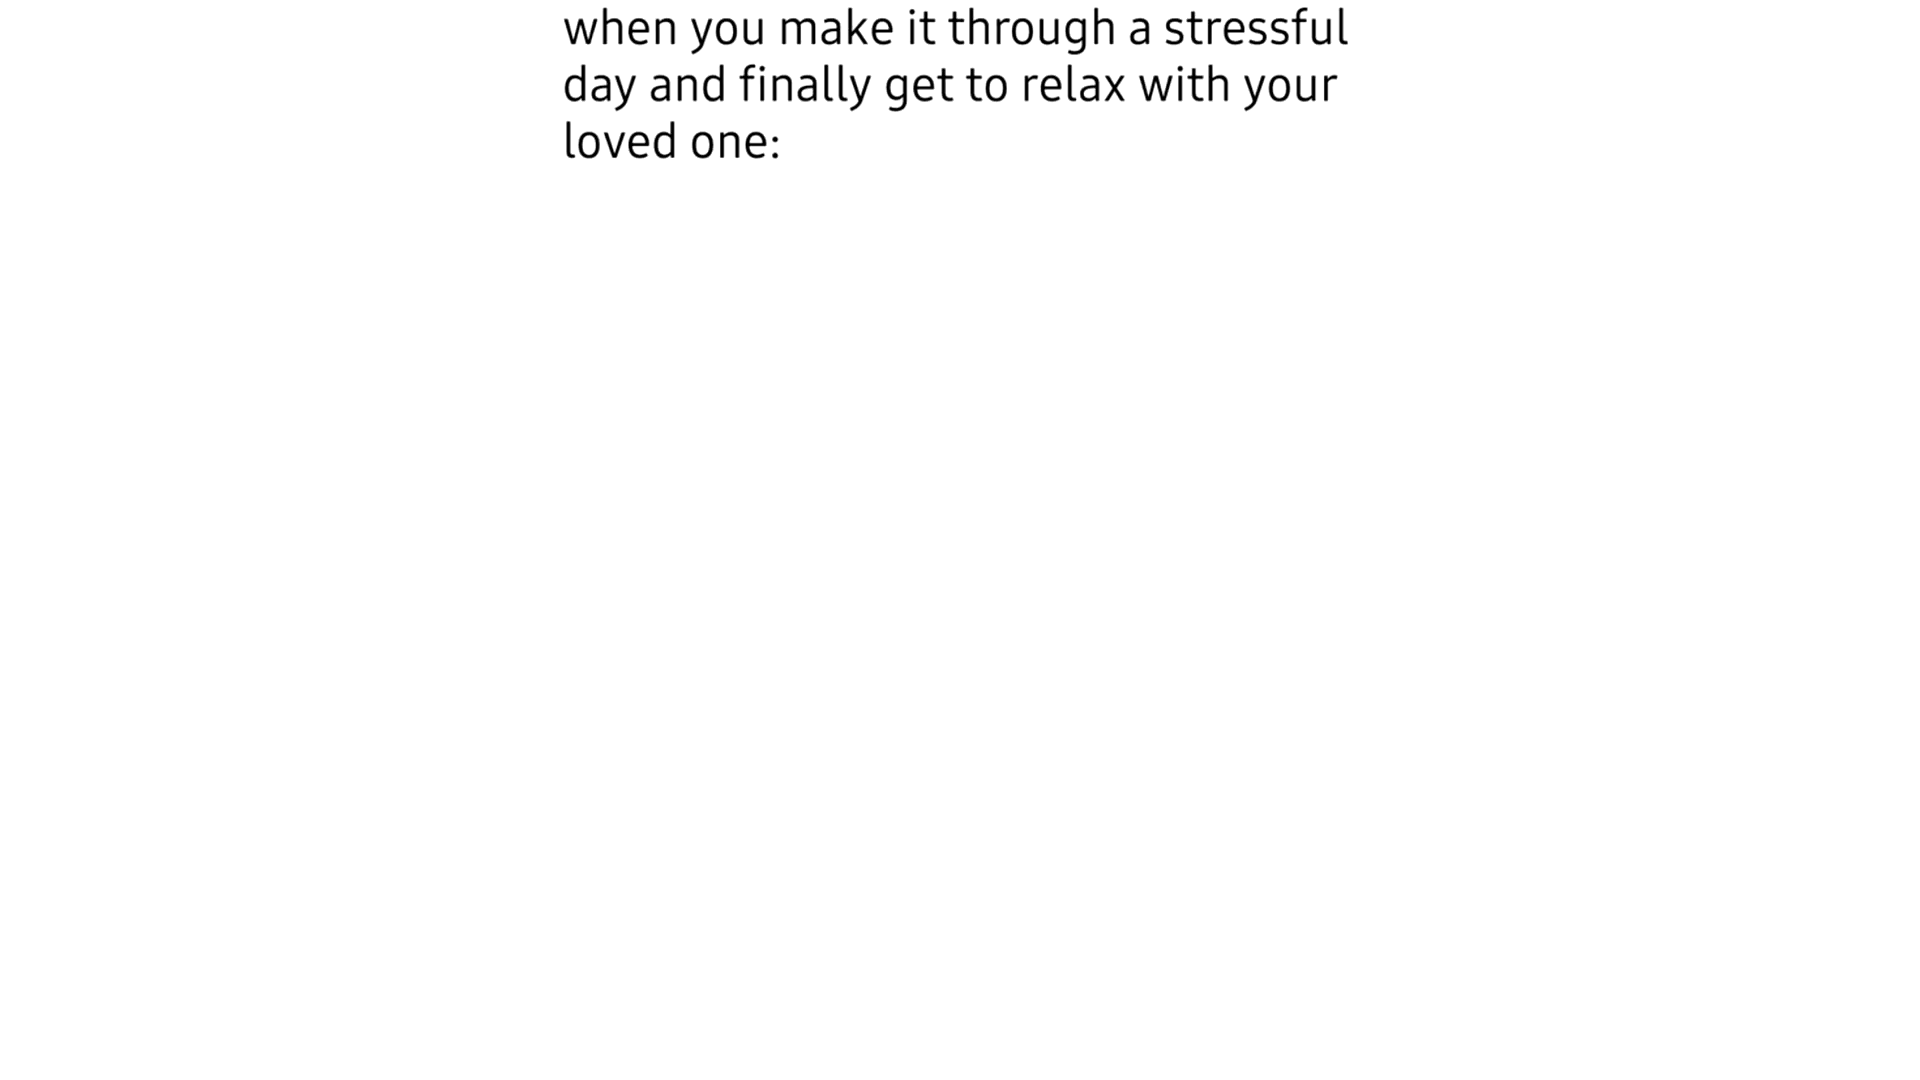 when you make it through a stressful
day and finally get to relax with your
loved one: